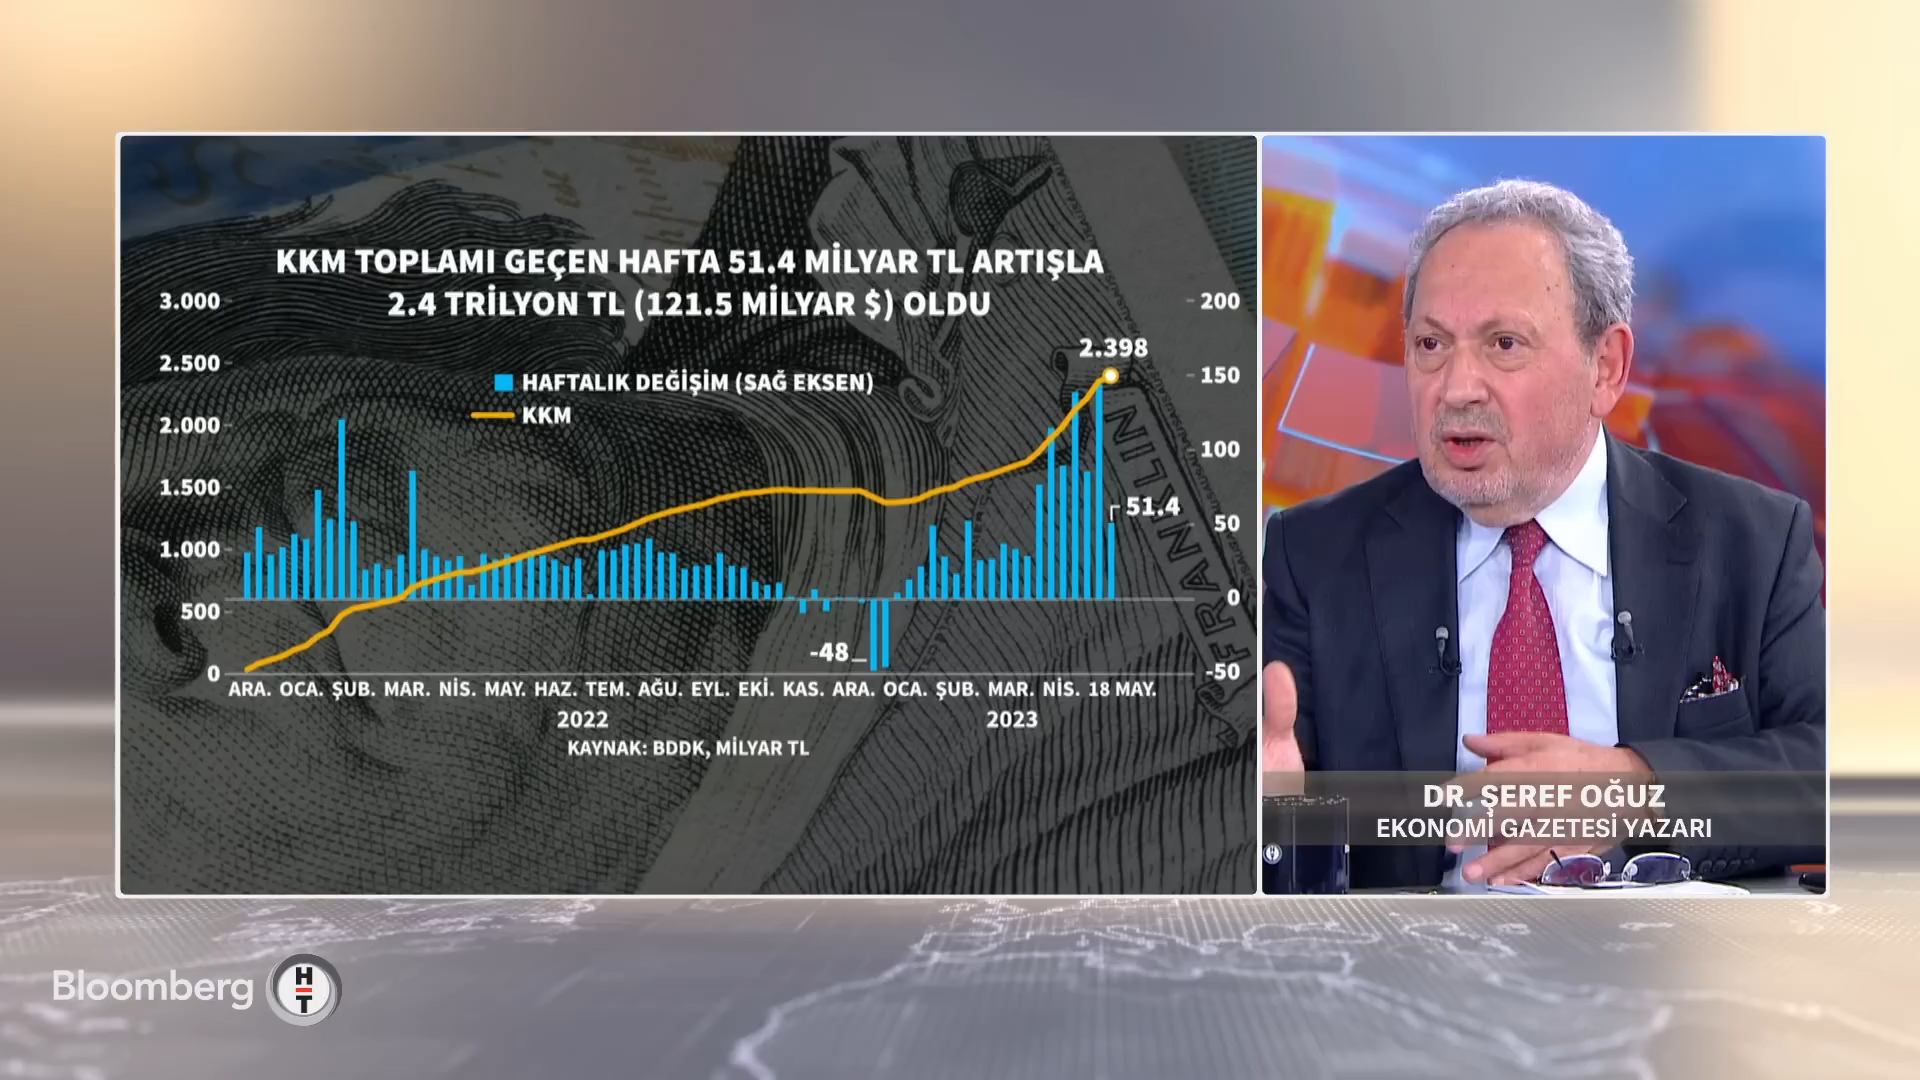 KKM TOPLAMI GEÇEN HAFTA 51.4 MİLYAR TL ARTIŞLA
2.4 TRİLYON TL (121.5 MİLYAR $) OLDU
3.000
2.500
2.000
1.500
1.000
500
0
200
150
100
50
0
-50
HAFTALIK DEĞİŞİM (SAĞ EKSEN)
KKM
2.398
51.4
-48
ARA. OCA. ŞUB. MAR. NİS. MAY. HAZ. TEM. AĞU. EYL. EKİ. KAS. ARA. OCA. ŞUB. MAR. NİS. 18 MAY.
2022 2023
KAYNAK: BDDK, MİLYAR TL
FRANKLIN
DR. ŞEREF OĞUZ
EKONOMİ GAZETESİ YAZARI
Bloomberg HT